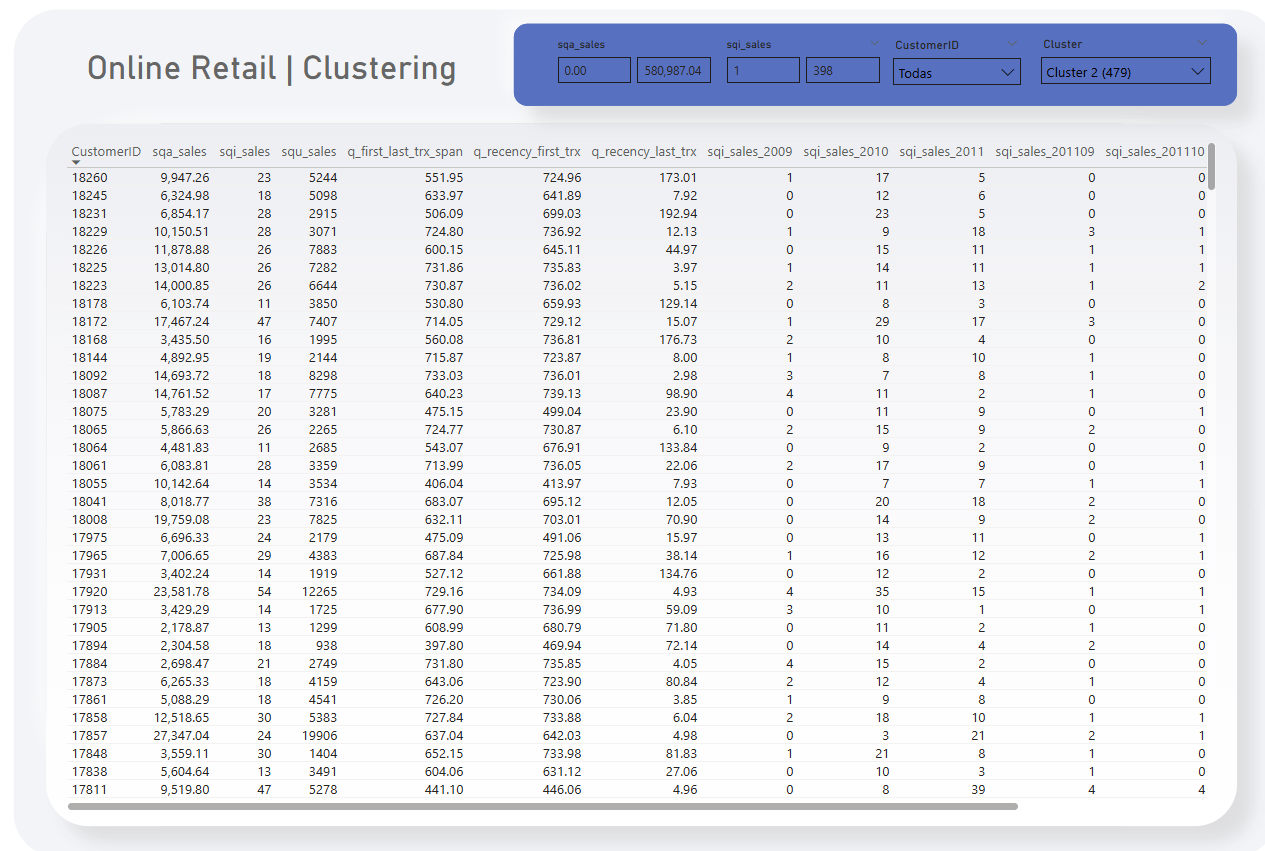 Online Retail | Clustering
sqa_sales sqi_sales CustomerID Cluster
0.00 580,987.04 1 398 Todas Cluster 2 (479)
CustomerID sqa_sales sqi_sales squ_sales q_first_last_trx_span q_recency_first_trx q_recency_last_trx sqi_sales_2009 sqi_sales_2010 sqi_sales_2011 sqi_sales_201109 sqi_sales_201110
18260 9,947.26 23 5244 551.95 724.96 173.01 1 17 5 0 0
18245 6,324.98 18 5098 633.97 641.89 7.92 0 12 6 0 0
18231 6,854.17 28 2915 506.09 699.03 192.94 0 23 5 0 0
18229 10,150.51 28 3071 724.80 736.92 12.13 1 9 18 3 1
18226 11,878.88 26 7883 600.15 645.11 44.97 0 15 11 1 1
18225 13,014.80 26 7282 731.86 735.83 3.97 1 14 11 1 1
18223 14,000.85 26 6644 730.87 736.02 5.15 2 11 13 1 2
18178 6,103.74 11 3850 530.80 659.93 129.14 0 8 3 0 0
18172 17,467.24 47 7407 714.05 729.12 15.07 1 29 17 3 0
18168 3,435.50 16 1995 560.08 736.81 176.73 2 10 4 0 0
18144 4,892.95 19 2144 715.87 723.87 8.00 1 8 10 1 0
18092 14,693.72 18 8298 733.03 736.01 2.98 3 7 8 1 0
18087 14,761.52 17 7775 640.23 739.13 98.90 4 11 2 1 0
18075 5,783.29 20 3281 475.15 499.04 23.90 0 11 9 0 1
18065 5,866.63 26 2265 724.77 730.87 6.10 2 15 9 2 0
18064 4,481.83 11 2685 543.07 676.91 133.84 0 9 2 0 0
18061 6,083.81 28 3359 713.99 736.05 22.06 2 17 9 0 1
18055 10,142.64 14 3534 406.04 413.97 7.93 0 7 7 1 1
18041 8,018.77 38 7316 683.07 695.12 12.05 0 20 18 2 0
18008 19,759.08 23 7825 632.11 703.01 70.90 0 14 9 2 0
17975 6,696.33 24 2179 475.09 491.06 15.97 0 13 11 0 1
17965 7,006.65 29 4383 687.84 725.98 38.14 1 16 12 2 1
17931 3,402.24 14 1919 527.12 661.88 134.76 0 12 2 0 0
17920 23,581.78 54 12265 729.16 734.09 4.93 4 35 15 1 1
17913 3,429.29 14 1725 677.90 736.99 59.09 3 10 1 0 1
17905 2,178.87 13 1299 608.99 680.79 71.80 0 11 2 1 0
17894 2,304.58 18 938 397.80 469.94 72.14 0 14 4 2 0
17884 2,698.47 21 2749 731.80 735.85 4.05 4 15 2 0 0
17873 6,265.33 18 4159 643.06 723.90 80.84 2 12 4 1 0
17861 5,088.29 18 4541 726.20 730.06 3.85 1 9 8 0 0
17858 12,518.65 30 5383 727.84 733.88 6.04 2 18 10 1 1
17857 27,347.04 24 19906 637.04 642.03 4.98 0 3 21 2 1
17848 3,559.11 30 1404 652.15 733.98 81.83 1 21 8 1 0
17838 5,604.64 13 3491 604.06 631.12 27.06 0 10 3 1 0
17811 9,519.80 47 5278 441.10 446.06 4.96 0 8 39 4 4